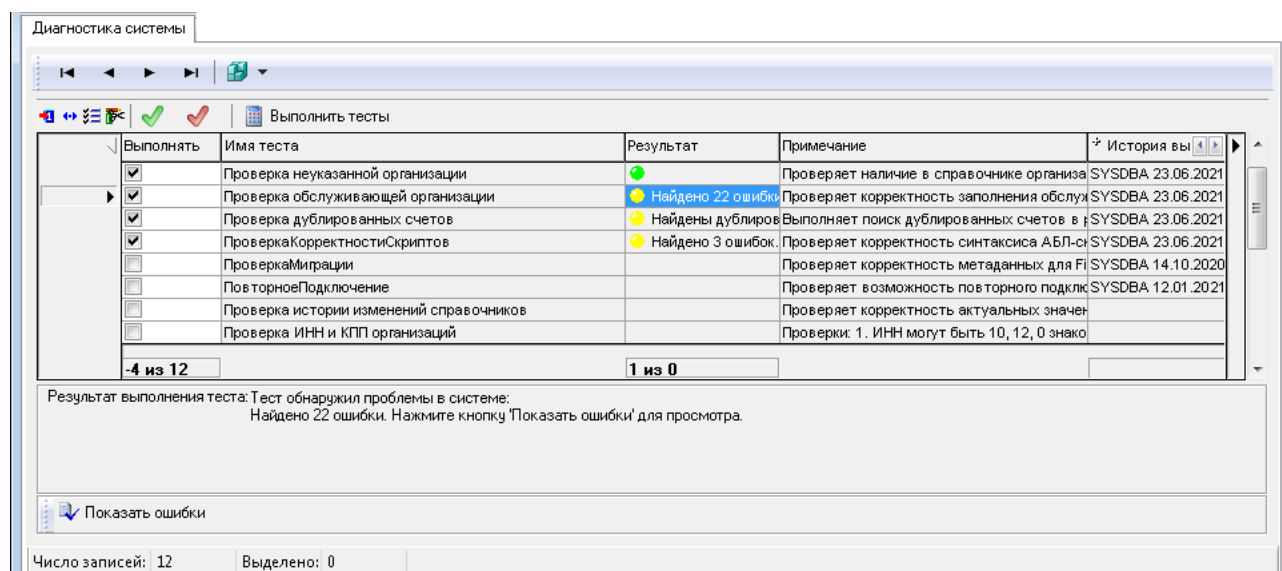 Диагностика системы
Выполнить тесты
Выполнять Имя теста Результат Примечание История вы
Проверка неуказанной организации Проверяет наличие в справочнике организа SYSDBA 23.06.2021
Проверка обслуживающей организации Найдено 22 ошибки Проверяет корректность заполнения обслуж SYSDBA 23.06.2021
Проверка дублированных счетов Найдены дублиров Выполняет поиск дублированных счетов в р SYSDBA 23.06.2021
ПроверкаКорректностиСкриптов Найдено 3 ошибок. Проверяет корректность синтаксиса АБЛ-ск SYSDBA 23.06.2021
ПроверкаМиграции Проверяет корректность метаданных для Fi SYSDBA 14.10.2020
ПовторноеПодключение Проверяет возможность повторного подклю SYSDBA 12.01.2021
Проверка истории изменений справочников Проверяет корректность актуальных значен
Проверка ИНН и КПП организаций Проверки: 1. ИНН могут быть 10, 12, 0 знако
-4 из 12 1 из 0
Результат выполнения теста: Тест обнаружил проблемы в системе:
Найдено 22 ошибки. Нажмите кнопку 'Показать ошибки' для просмотра.
Показать ошибки
Число записей: 12 Выделено: 0